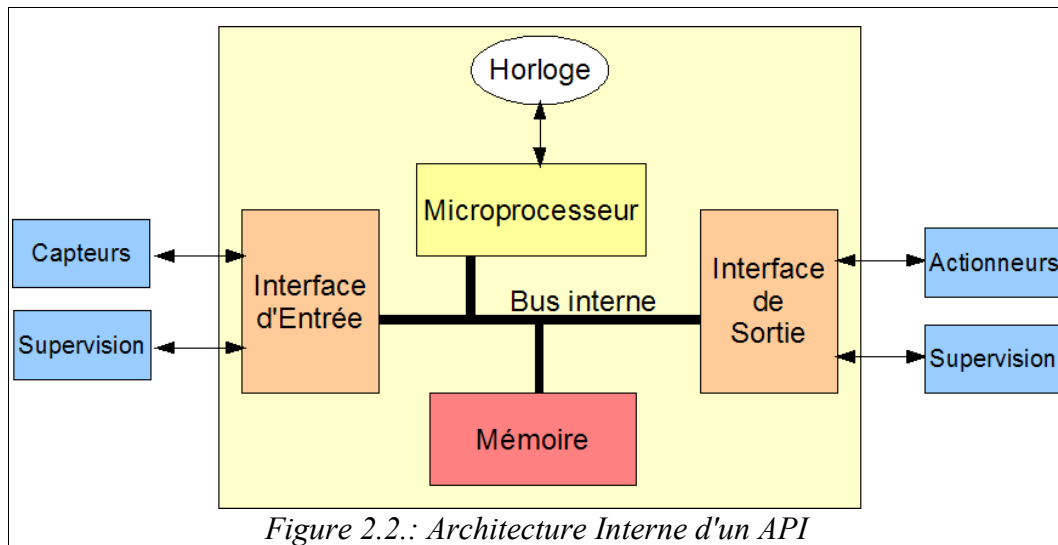 Horloge
Microprocesseur
Capteurs
Supervision
Interface
d'Entrée
Bus interne
Interface
de
Sortie
Actionneurs
Supervision
Mémoire
Figure 2.2.: Architecture Interne d'un API